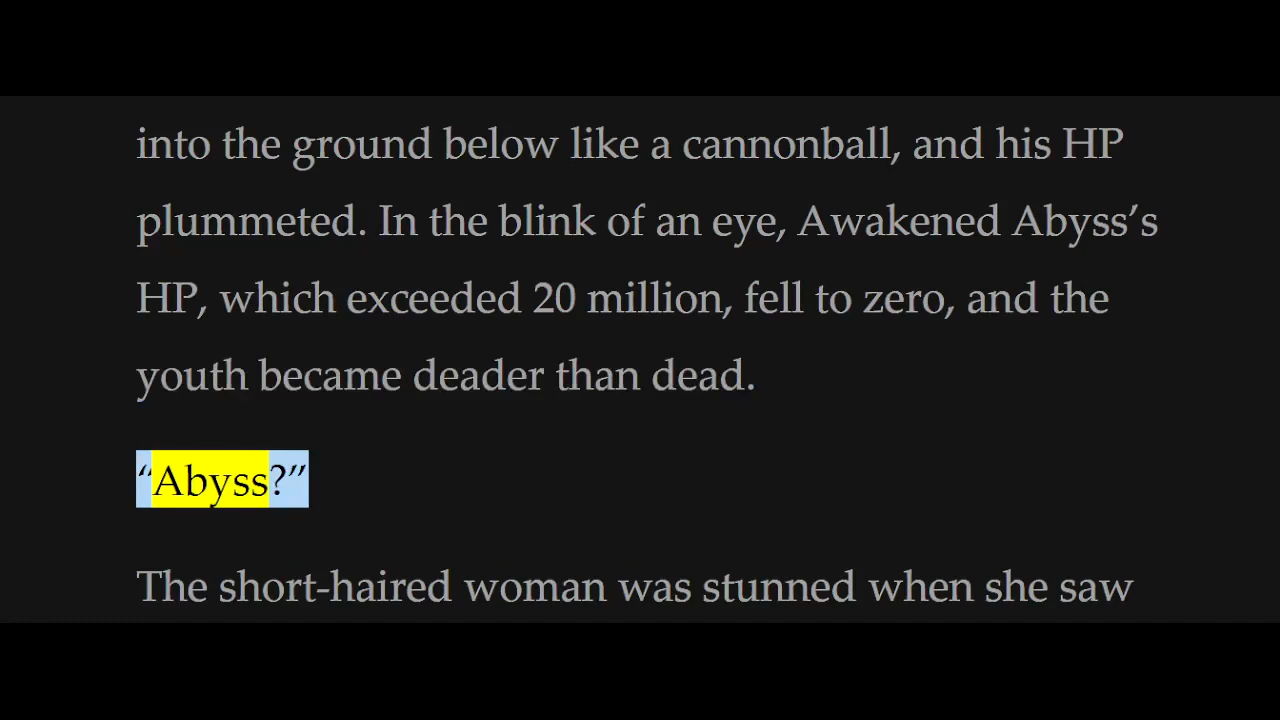 into the ground below like a cannonball, and his HP
plummeted. In the blink of an eye, Awakened Abyss’s
HP, which exceeded 20 million, fell to zero, and the
youth became deader than dead.
“Abyss?”
The short-haired woman was stunned when she saw